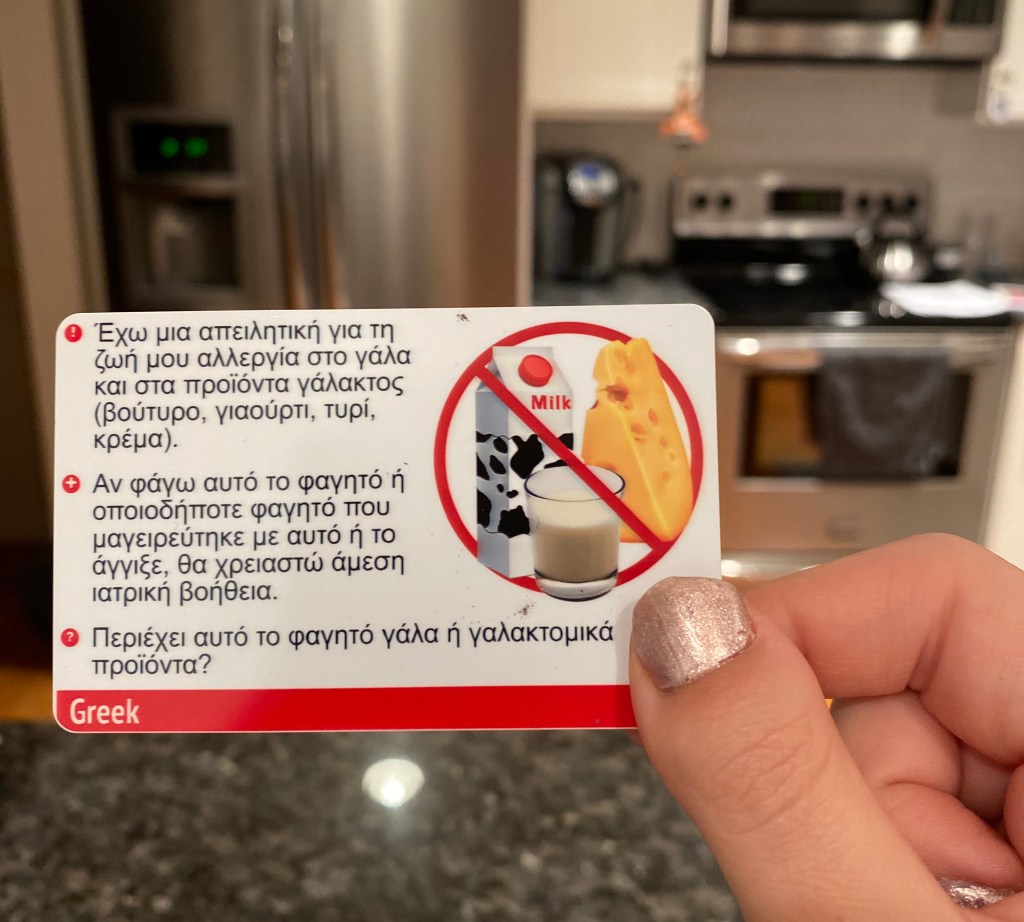 Έχω μια απειλητική για τη
ζωή μου αλλεργία στο γάλα
και στα προϊόντα γάλακτος
(βούτυρο, γιαούρτι, τυρί,
κρέμα).
Milk
Αν φάγω αυτό το φαγητό ή
οποιοδήποτε φαγητό που
μαγειρεύτηκε με αυτό ή το
άγγιξε, θα χρειαστώ άμεση
ιατρική βοήθεια.
Περιέχει αυτό το φαγητό γάλα ή γαλακτομικά
προϊόντα?
Greek